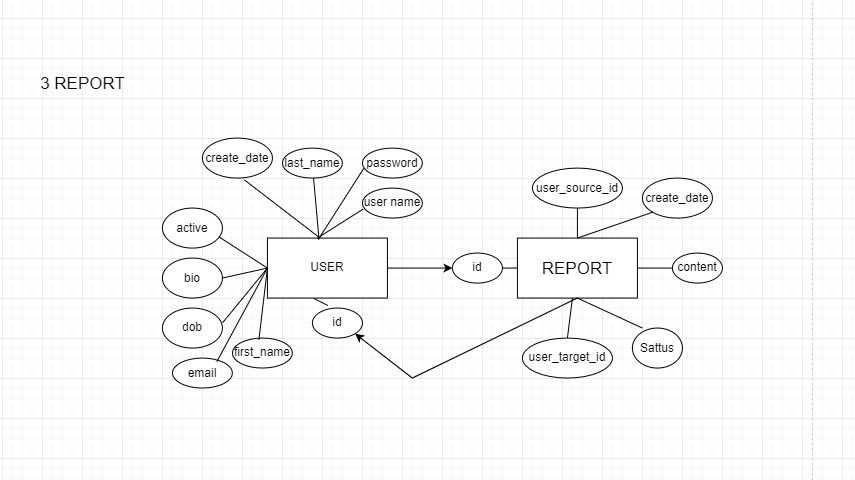 3 REPORT
create_date
last_name
password
user name
user_source_id
create_date
active
bio
dob
email
first_name
USER
id
id
REPORT
content
user_target_id
Sattus